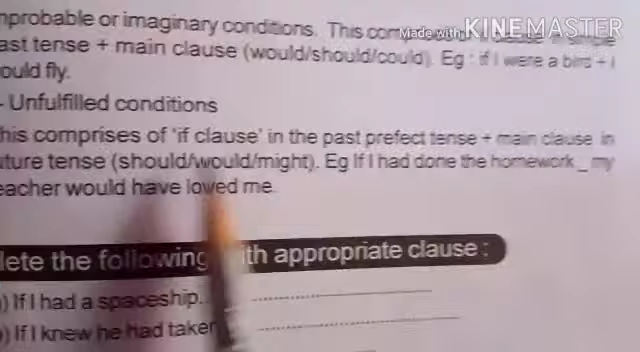 nprobable or imaginary conditions. This
Made with KINEMASTER
ast tense + main clause (would/should/could). Eg : if I were a bird + I
ould fly.
- Unfulfilled conditions
his comprises of 'if clause' in the past prefect tense + main clause in
uture tense (should/would/might). Eg If I had done the homework _ my
eacher would have loved me.
lete the following with appropriate clause :
) If I had a spaceship..
) If I knew he had taken